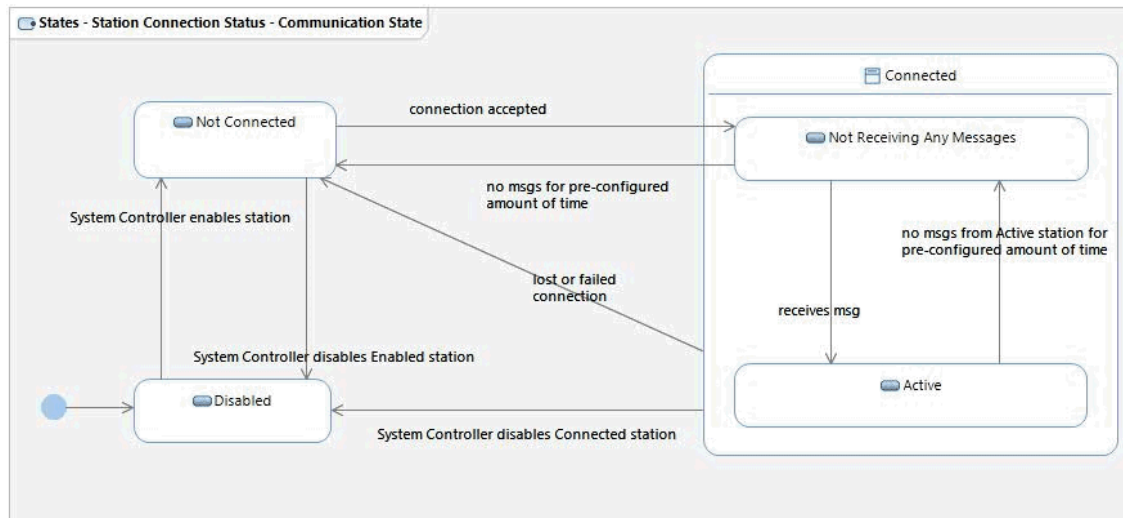 States - Station Connection Status - Communication State
Connected
Not Connected
connection accepted
Not Receiving Any Messages
no msgs for pre-configured
amount of time
System Controller enables station
no msgs from Active station for
pre-configured amount of time
lost or failed
connection
receives msg
System Controller disables Enabled station
Disabled
Active
System Controller disables Connected station